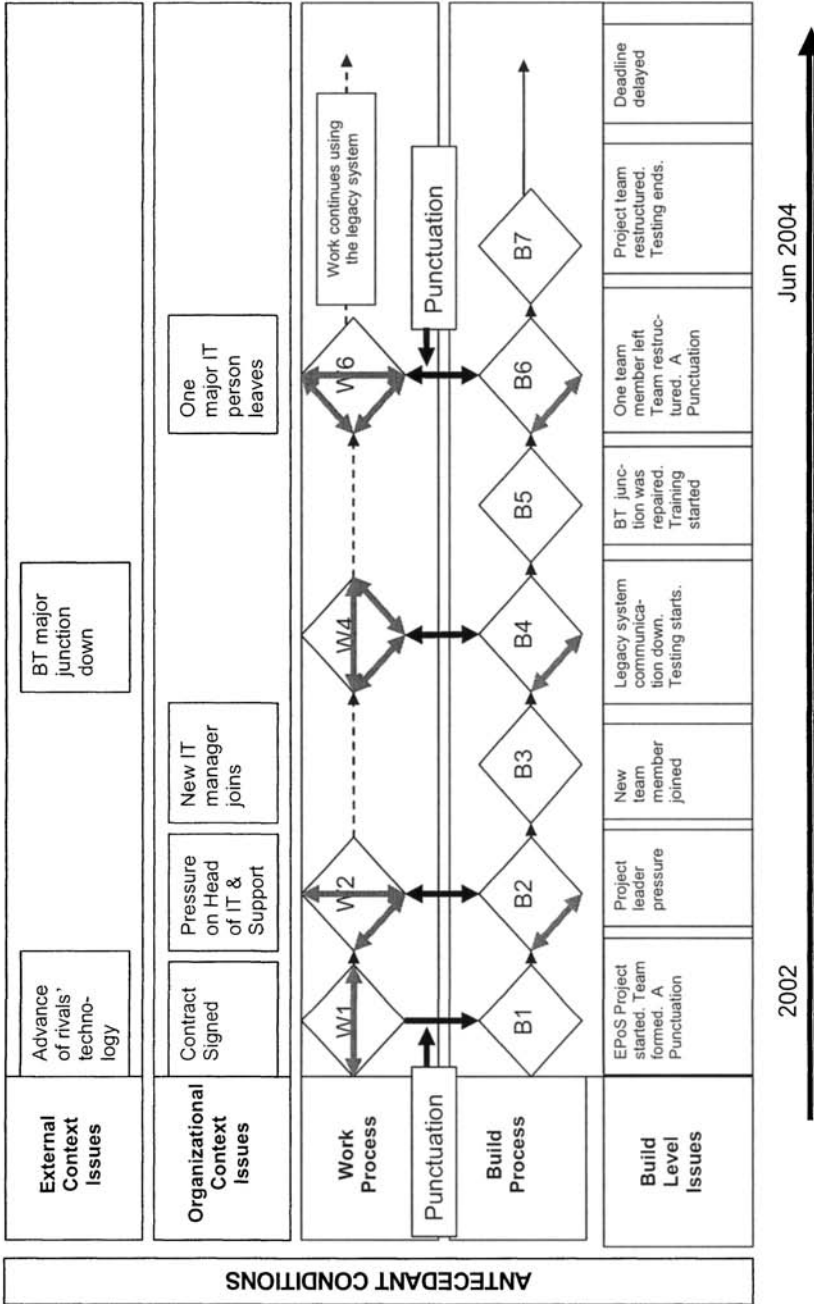 ANTECEDANT CONDITIONS
External
Context
Issues
Advance
of rivals’
techno-
logy
BT major
junction
down
Organizational
Context
Issues
Contract
Signed
Pressure
on Head
of IT &
Support
New IT
manager
joins
One
major IT
person
leaves
Work
Process
W1
W2
W4
W6
Work continues using
the legacy system
Punctuation
Punctuation
Build
Process
B1
B2
B3
B4
B5
B6
B7
Build
Level
Issues
EPoS Project
started. Team
formed. A
Punctuation
Project
leader
pressure
New
team
member
joined
Legacy system
communica-
tion down.
Testing starts.
BT junc-
tion was
repaired.
Training
started
One team
member left
Team restruc-
tured. A
Punctuation
Project team
restructured.
Testing ends.
Deadline
delayed
2002
Jun 2004